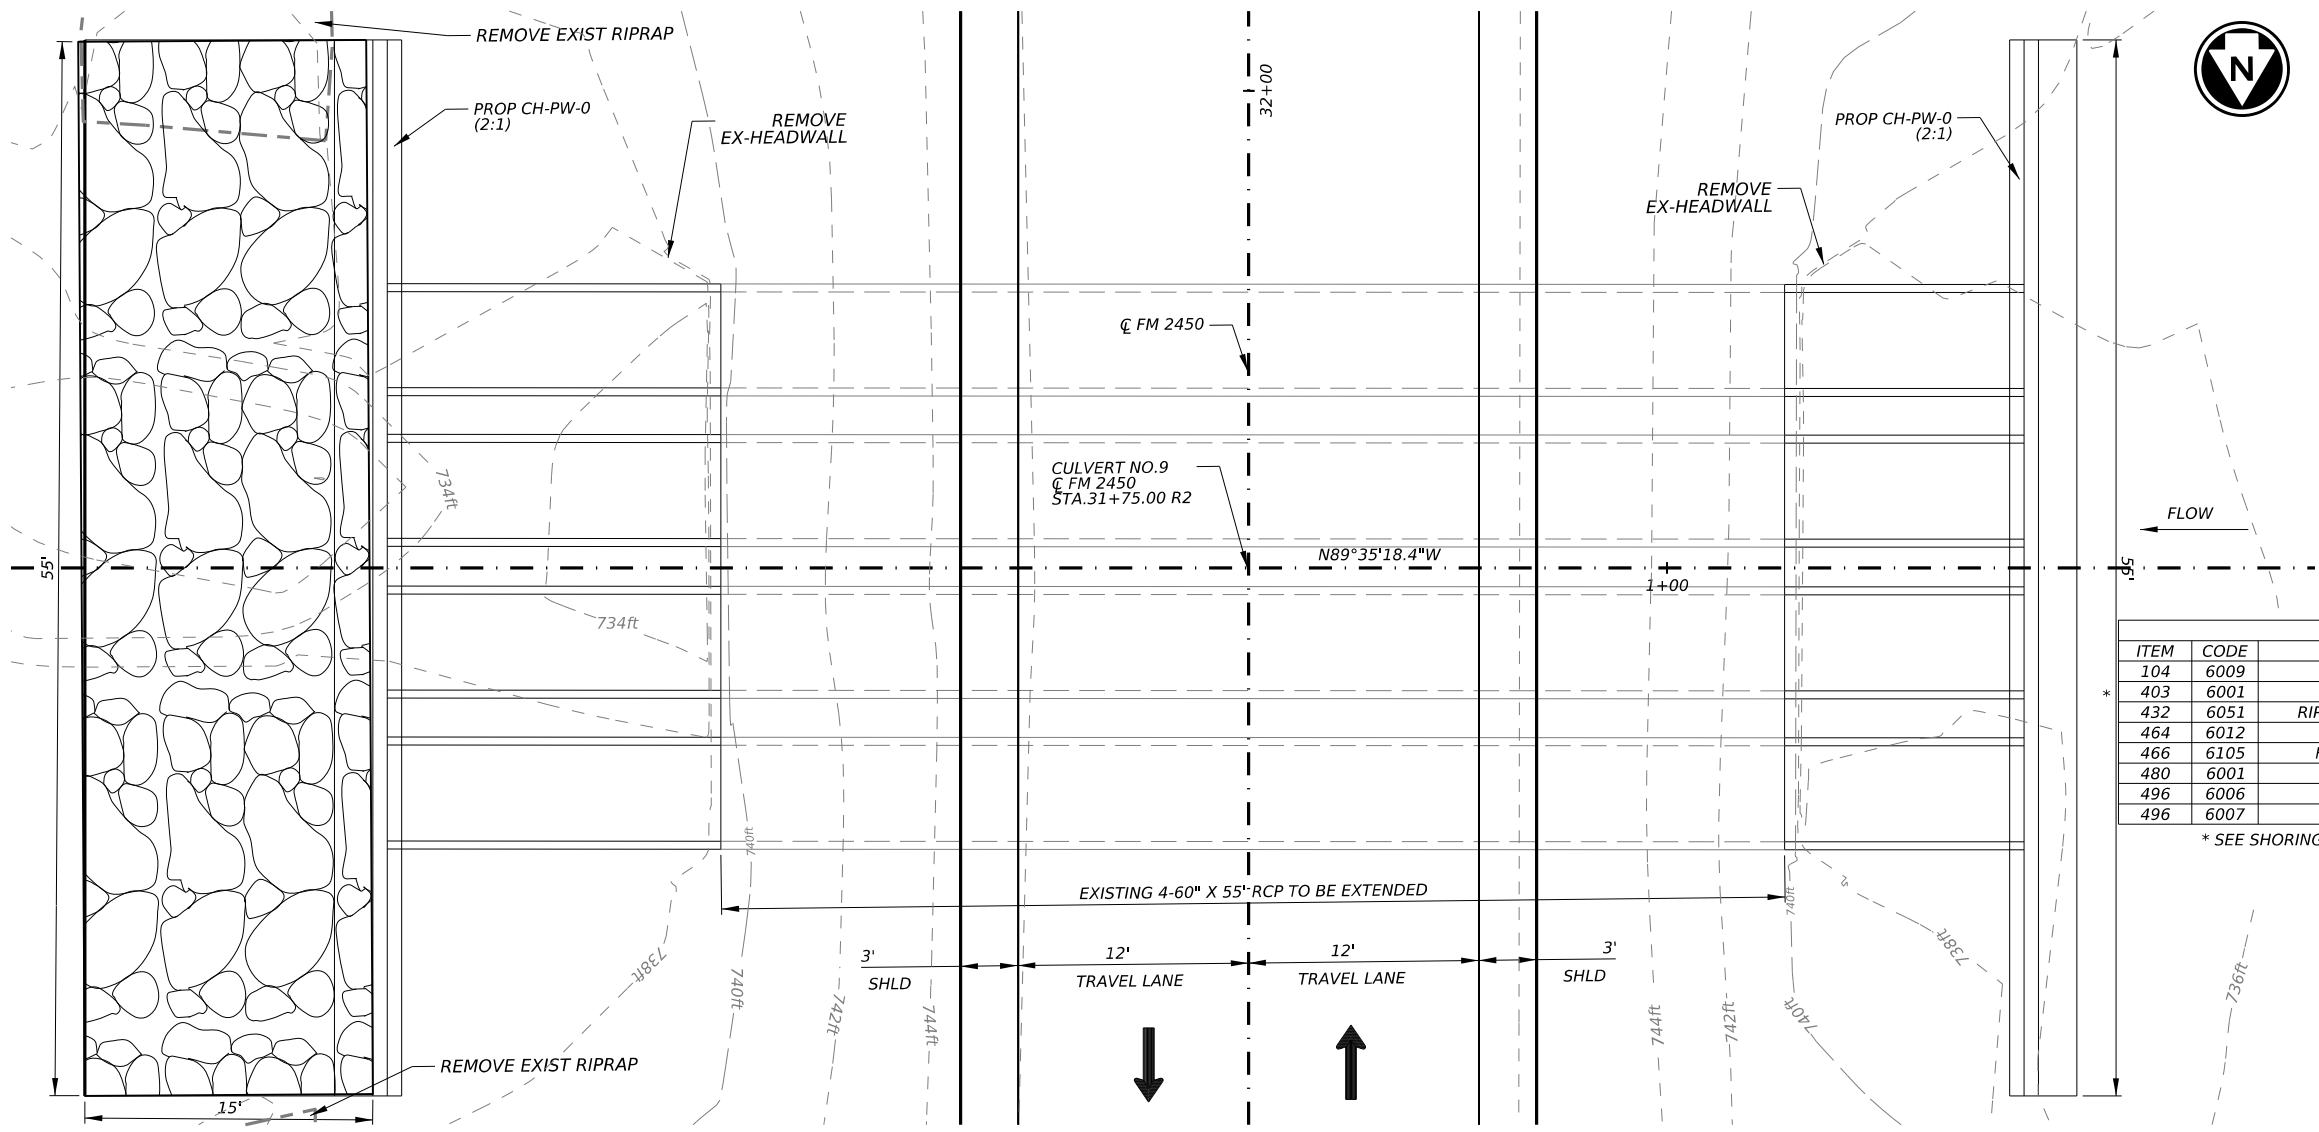 REMOVE EXIST RIPRAP
PROP CH-PW-0
(2:1)
REMOVE
EX-HEADWALL
32+00
N
PROP CH-PW-0
(2:1)
REMOVE
EX-HEADWALL
℄ FM 2450
CULVERT NO.9
℄ FM 2450
STA.31+75.00 R2
N89°35'18.4"W
1+00
FLOW
55'
55'
734ft
734ft
*
ITEM CODE
104 6009
403 6001
432 6051 RIP
464 6012
466 6105
480 6001
496 6006
496 6007
* SEE SHORING
740ft
740ft
EXISTING 4-60" X 55' RCP TO BE EXTENDED
3'
SHLD
12'
TRAVEL LANE
12'
TRAVEL LANE
3'
SHLD
738ft
740ft
742ft
744ft
744ft
742ft
740ft
738ft
736ft
REMOVE EXIST RIPRAP
15'